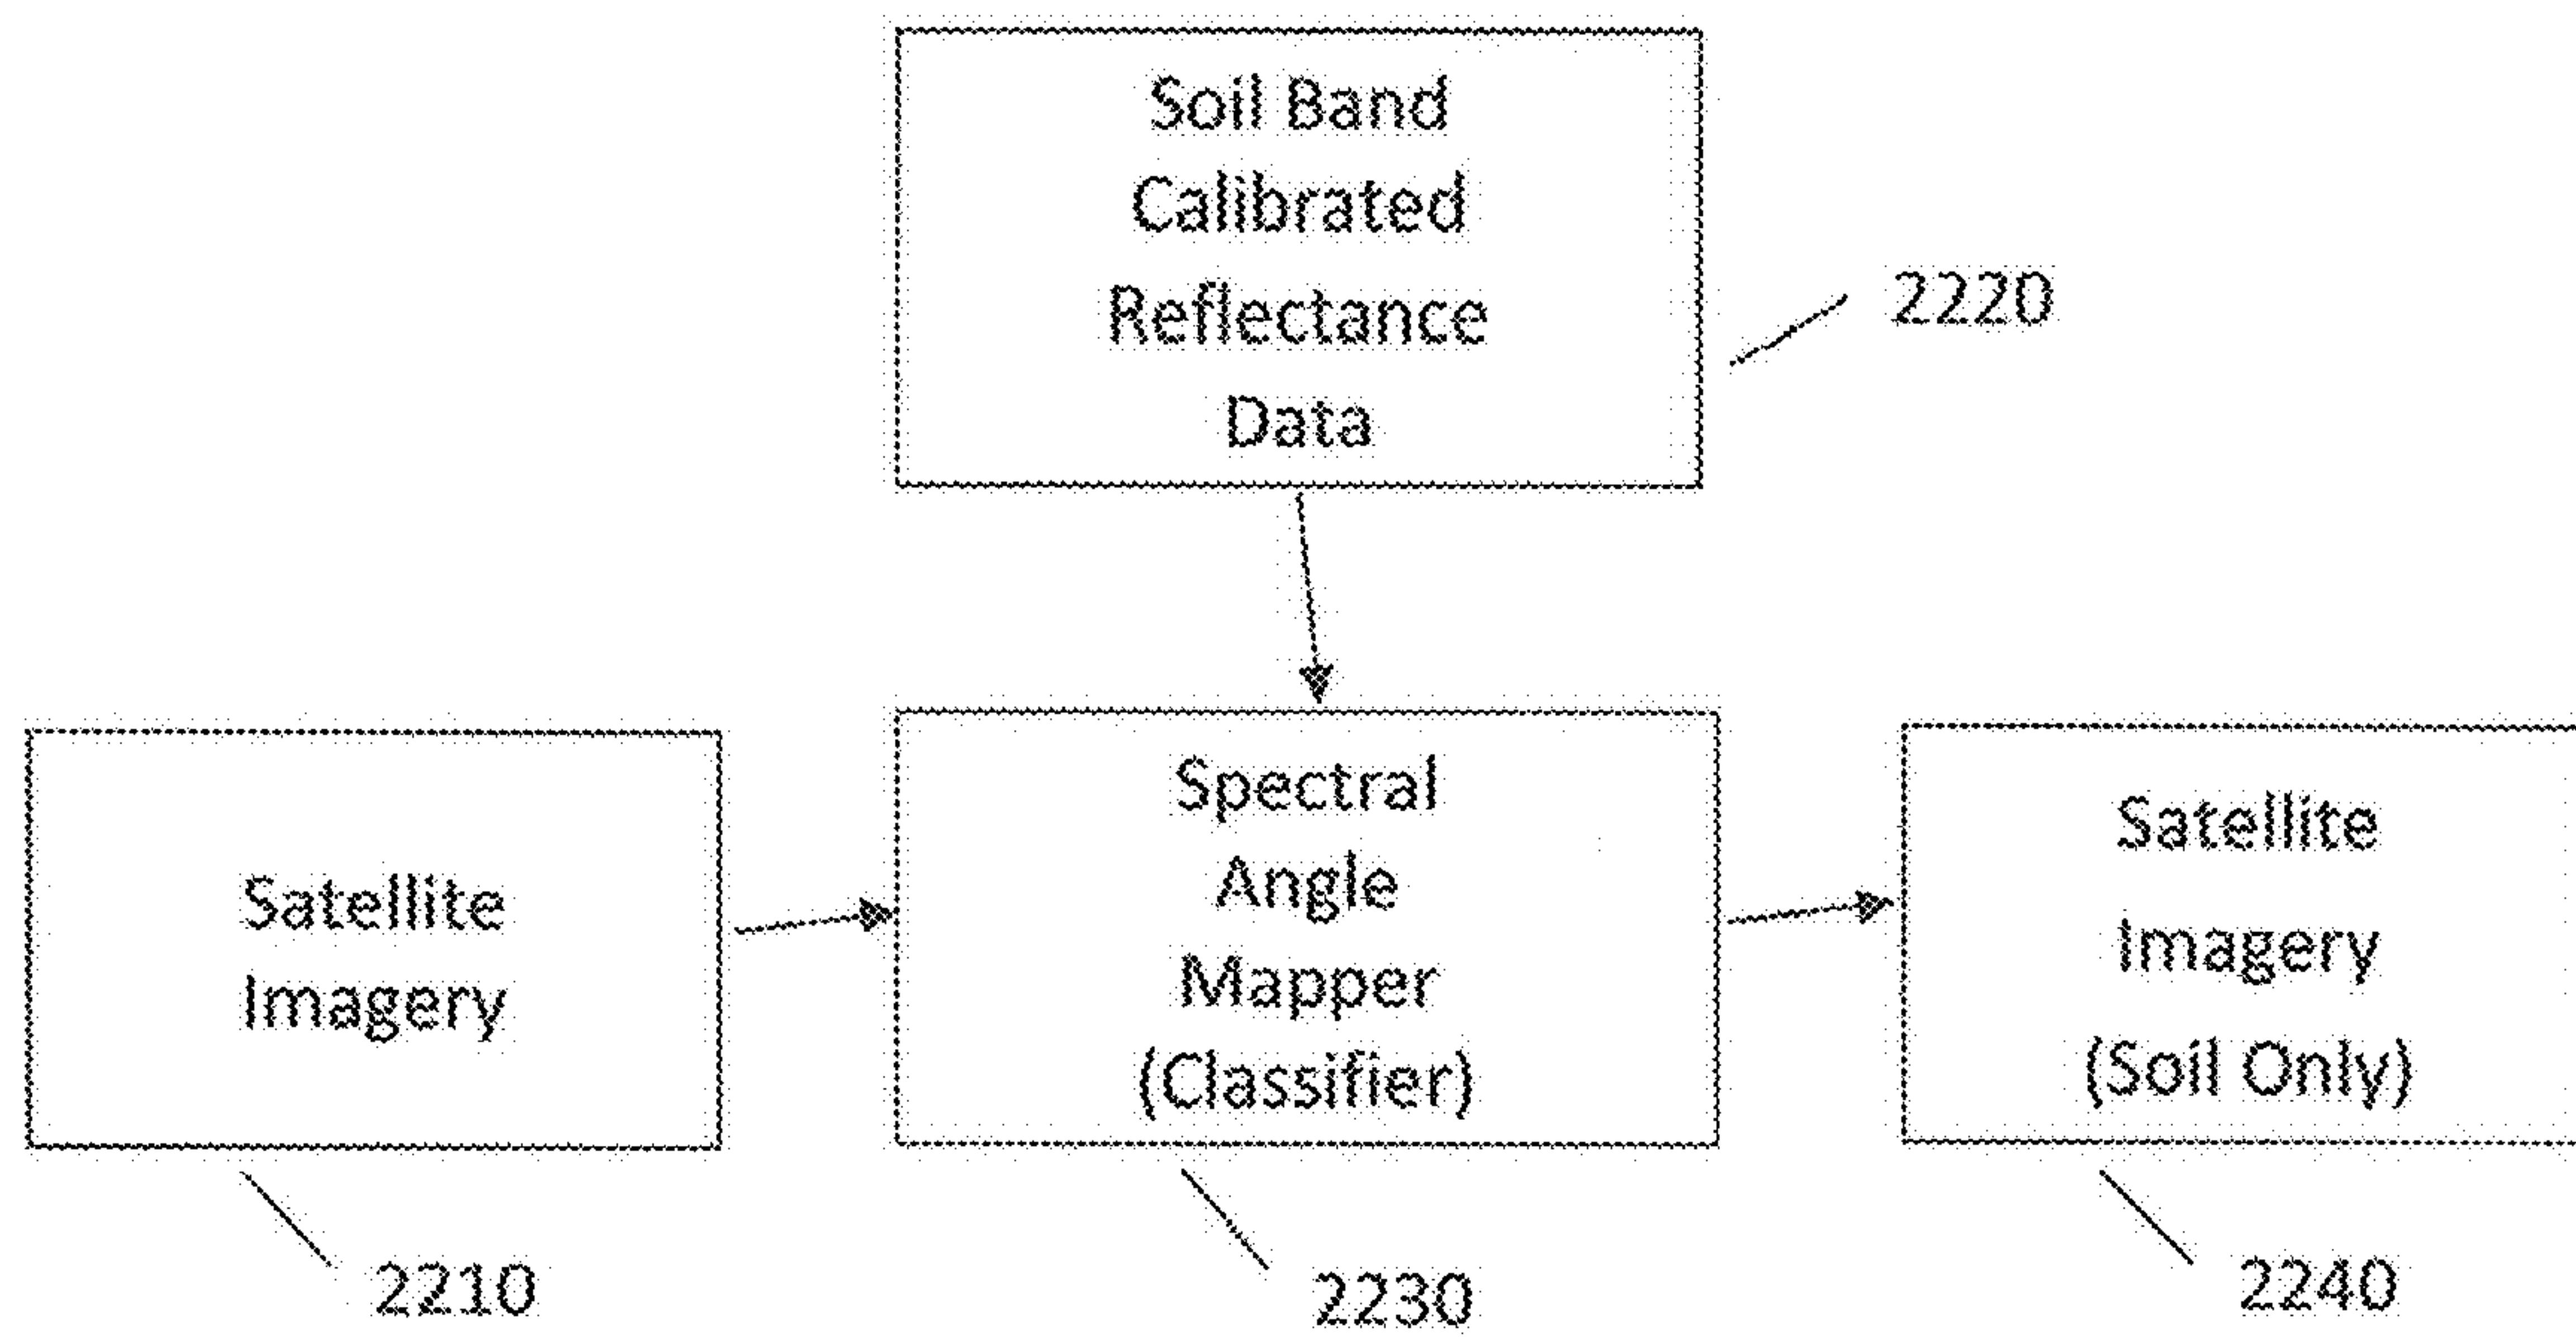 Soil Band
Calibrated
Reflectance
Data
2220
Satellite
Imagery
2210
Spectral
Angle
Mapper
(Classifier)
2230
Satellite
Imagery
(Soil Only)
2240